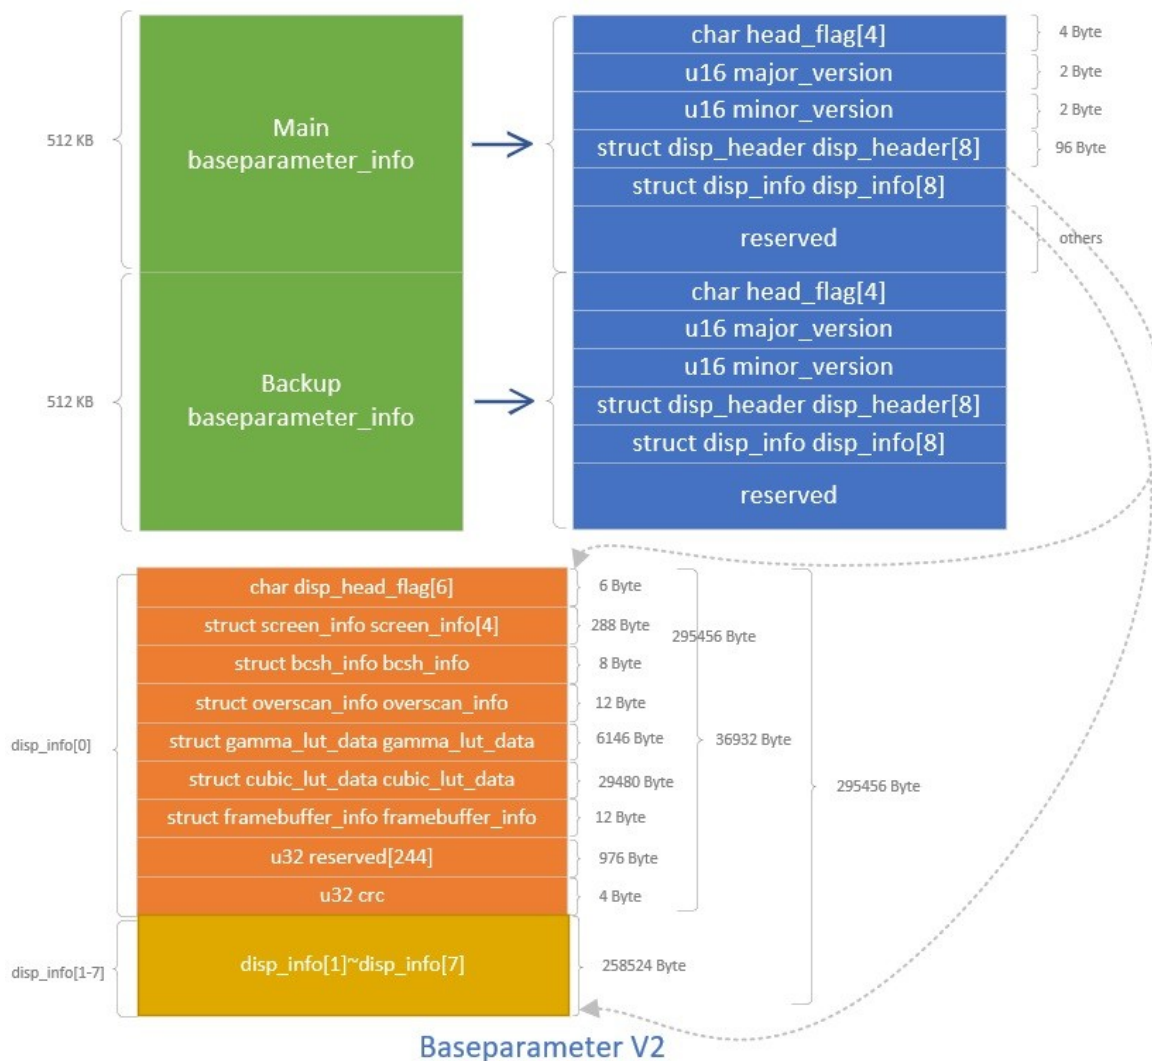 512 KB
Main
baseparameter_info
char head_flag[4]
4 Byte
u16 major_version
2 Byte
u16 minor_version
2 Byte
struct disp_header disp_header[8]
96 Byte
struct disp_info disp_info[8]
reserved
others
512 KB
Backup
baseparameter_info
char head_flag[4]
u16 major_version
u16 minor_version
struct disp_header disp_header[8]
struct disp_info disp_info[8]
reserved
disp_info[0]
char disp_head_flag[6]
6 Byte
struct screen_info screen_info[4]
288 Byte
295456 Byte
struct bcsh_info bcsh_info
8 Byte
struct overscan_info overscan_info
12 Byte
struct gamma_lut_data gamma_lut_data
6146 Byte
36932 Byte
struct cubic_lut_data cubic_lut_data
29480 Byte
295456 Byte
struct framebuffer_info framebuffer_info
12 Byte
u32 reserved[244]
976 Byte
u32 crc
4 Byte
disp_info[1-7]
disp_info[1]~disp_info[7]
258524 Byte
Baseparameter V2